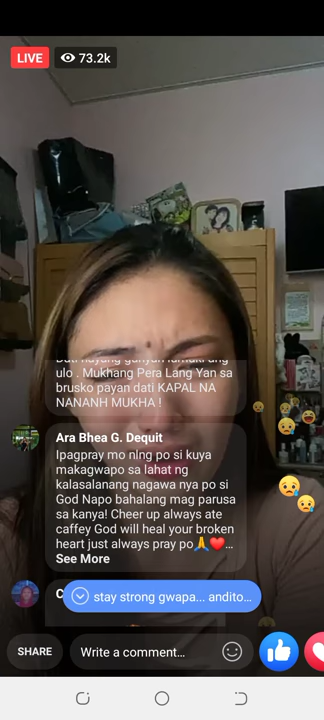 LIVE
73.2k
Dati nayang ganyan lumaki ang
ulo . Mukhang Pera Lang Yan sa
brusko payan dati KAPAL NA
NANANH MUKHA !
Ara Bhea G. Dequit
Ipagpray mo ning po si kuya
makagwapo sa lahat ng
kalasalanang nagawa nya po si
God Napo bahalang mag parusa
sa kanya! Cheer up always ate
caffey God will heal your broken
heart just always pray po🙏❤️...
See More
C
stay strong gwapa... andito...
SHARE
Write a comment...